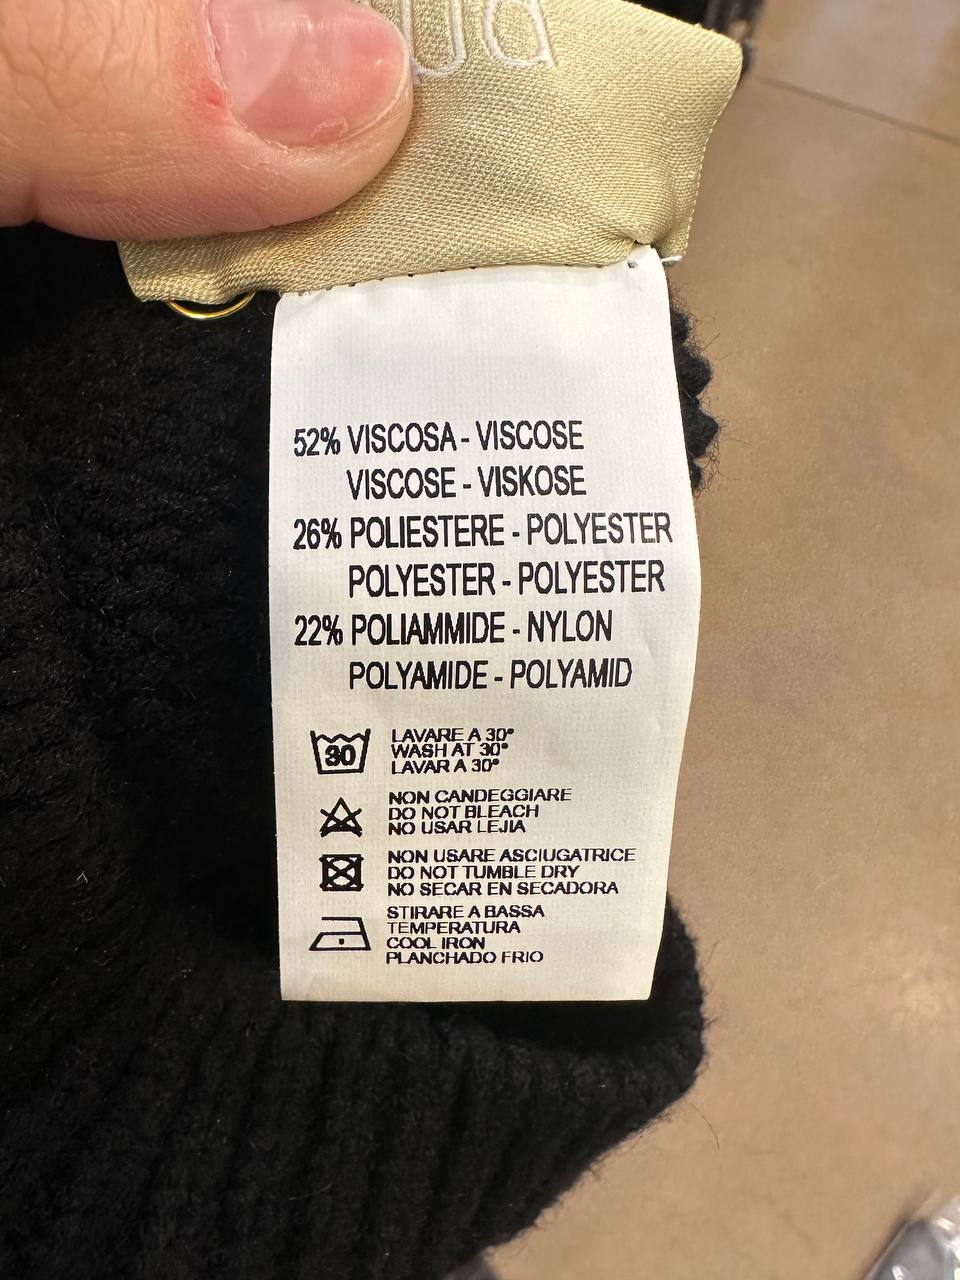 52% VISCOSA - VISCOSE
VISCOSE - VISKOSE
26% POLIESTERE - POLYESTER
POLYESTER - POLYESTER
22% POLIAMMIDE - NYLON
POLYAMIDE - POLYAMID
30
LAVARE A 30°
WASH AT 30°
LAVAR A 30°
NON CANDEGGIARE
DO NOT BLEACH
NO USAR LEJIA
NON USARE ASCIUGATRICE
DO NOT TUMBLE DRY
NO SECAR EN SECADORA
STIRARE A BASSA
TEMPERATURA
COOL IRON
PLANCHADO FRIO